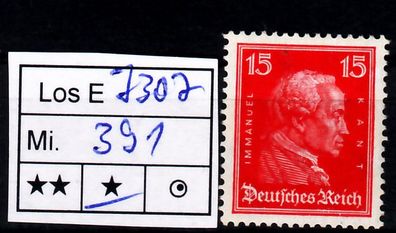 Los E 7307
Mi. 391
★★ ★ ⊙
15 15
IMMANUEL KANT
Deutsches Reich